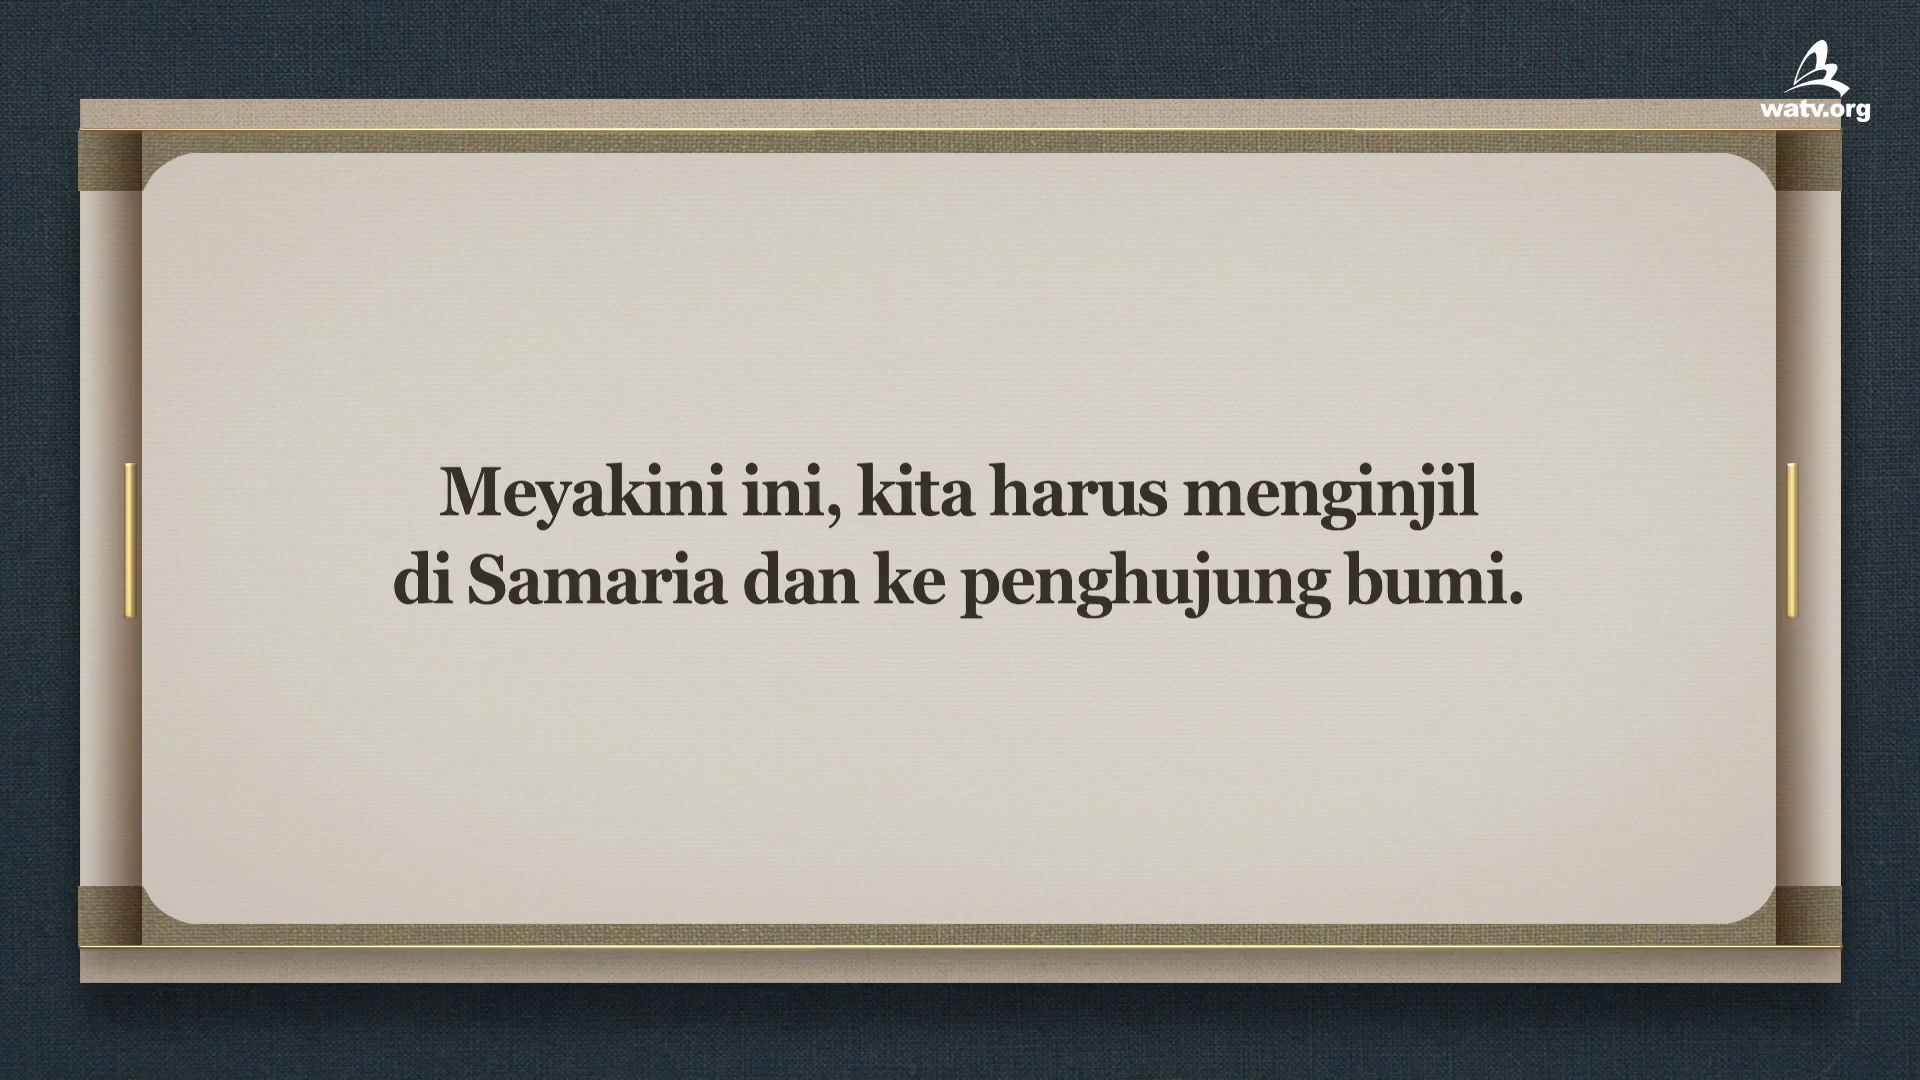 watv.org
Meyakini ini, kita harus menginjil
di Samaria dan ke penghujung bumi.